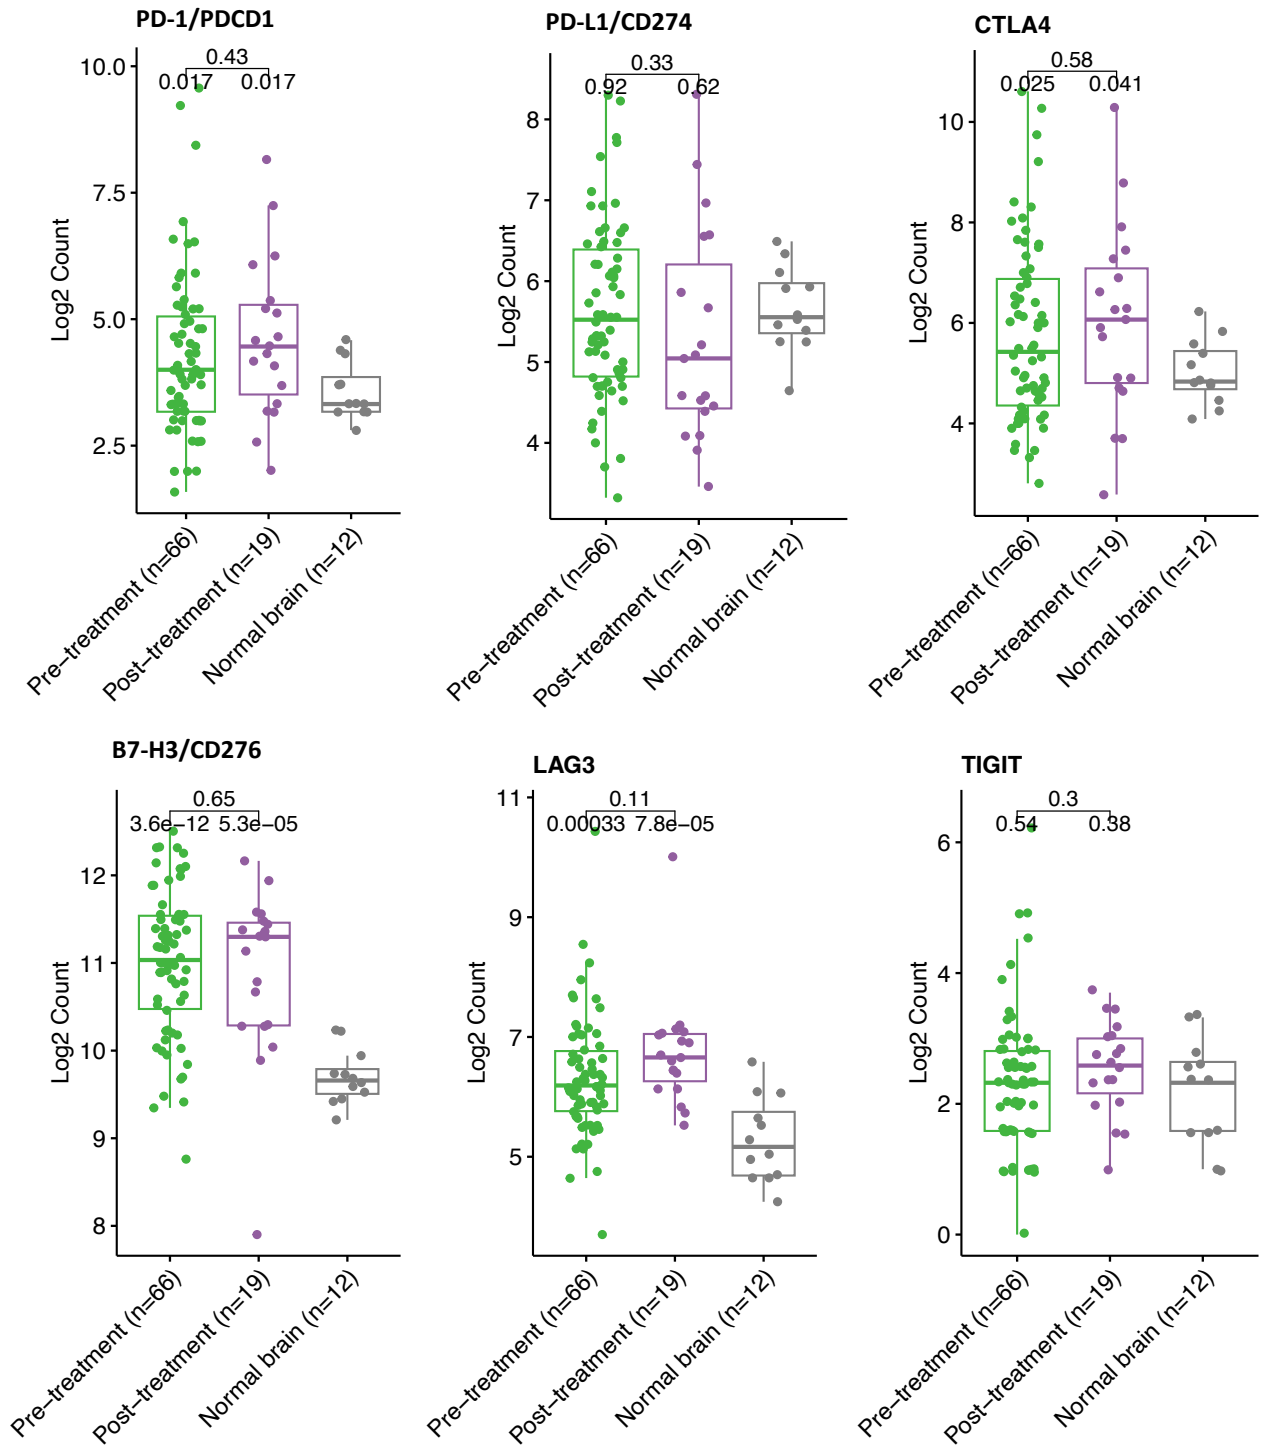 PD-1/PDCD1
0.43
0.017 0.017
10.0
7.5
5.0
2.5
Log2 Count
Pre−treatment (n=66)
Post−treatment (n=19)
Normal brain (n=12)
PD-L1/CD274
0.33
0.92 0.62
8
7
6
5
4
Log2 Count
Pre−treatment (n=66)
Post−treatment (n=19)
Normal brain (n=12)
CTLA4
0.58
0.025 0.041
10
8
6
4
Log2 Count
Pre−treatment (n=66)
Post−treatment (n=19)
Normal brain (n=12)
B7-H3/CD276
0.65
3.6e−12 5.3e−05
12
11
10
9
8
Log2 Count
Pre−treatment (n=66)
Post−treatment (n=19)
Normal brain (n=12)
LAG3
0.11
0.00033 7.8e−05
11
9
7
5
Log2 Count
Pre−treatment (n=66)
Post−treatment (n=19)
Normal brain (n=12)
TIGIT
0.3
0.54 0.38
6
4
2
0
Log2 Count
Pre−treatment (n=66)
Post−treatment (n=19)
Normal brain (n=12)